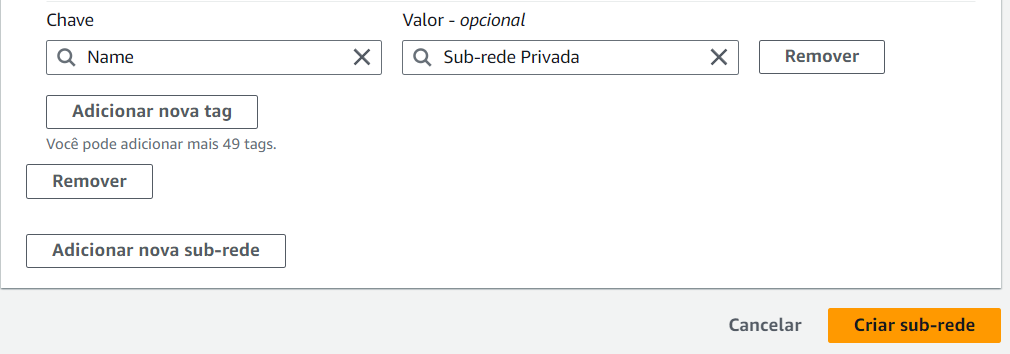 Chave Valor - opcional
Name Sub-rede Privada Remover
Adicionar nova tag
Você pode adicionar mais 49 tags.
Remover
Adicionar nova sub-rede
Cancelar Criar sub-rede